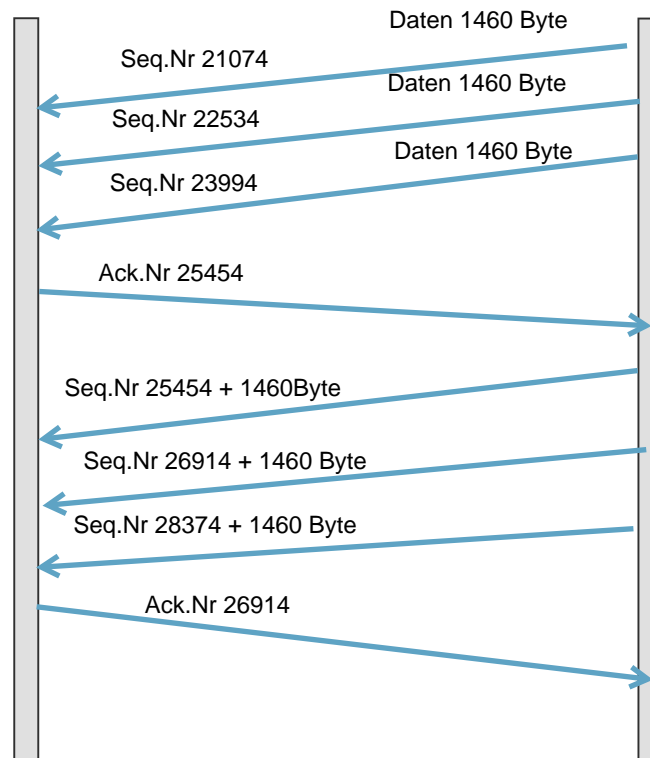 Daten 1460 Byte
Seq.Nr 21074
Daten 1460 Byte
Seq.Nr 22534
Daten 1460 Byte
Seq.Nr 23994
Ack.Nr 25454
Seq.Nr 25454 + 1460Byte
Seq.Nr 26914 + 1460 Byte
Seq.Nr 28374 + 1460 Byte
Ack.Nr 26914